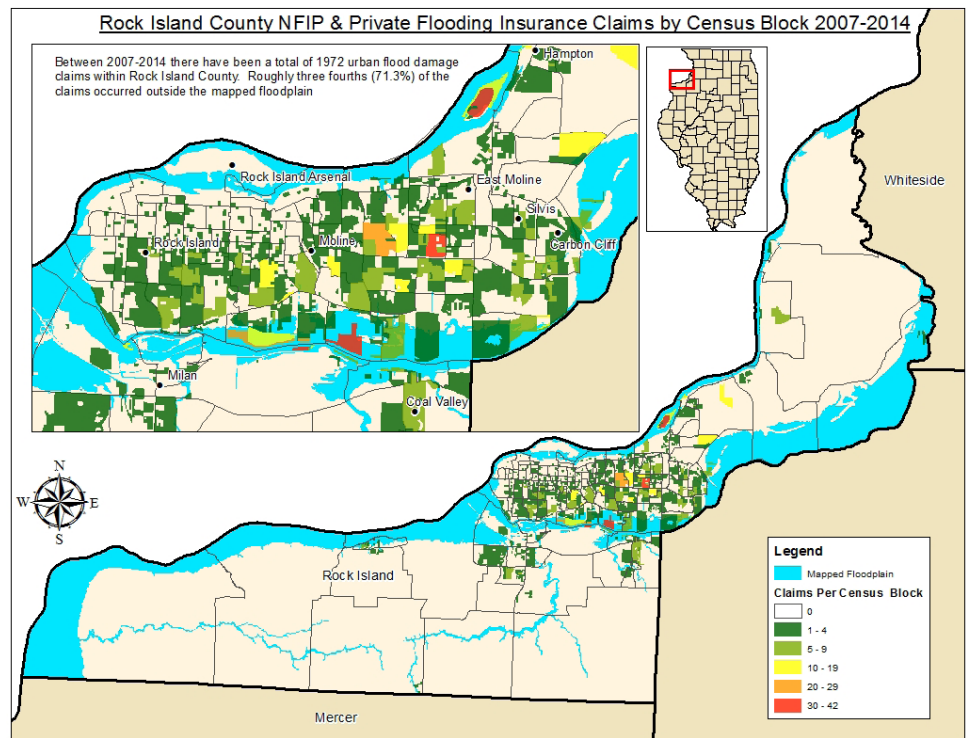 Rock Island County NFIP & Private Flooding Insurance Claims by Census Block 2007-2014
Between 2007-2014 there have been a total of 1972 urban flood damage
claims within Rock Island County. Roughly three fourths (71.3%) of the
claims occurred outside the mapped floodplain
Hampton
Rock Island Arsenal
East Moline
Silvis
Rock Island
Moline
Carbon Cliff
Milan
Coal Valley
Whiteside
N
W
E
S
Rock Island
Mercer
Legend
Mapped Floodplain
Claims Per Census Block
0
1 - 4
5 - 9
10 - 19
20 - 29
30 - 42